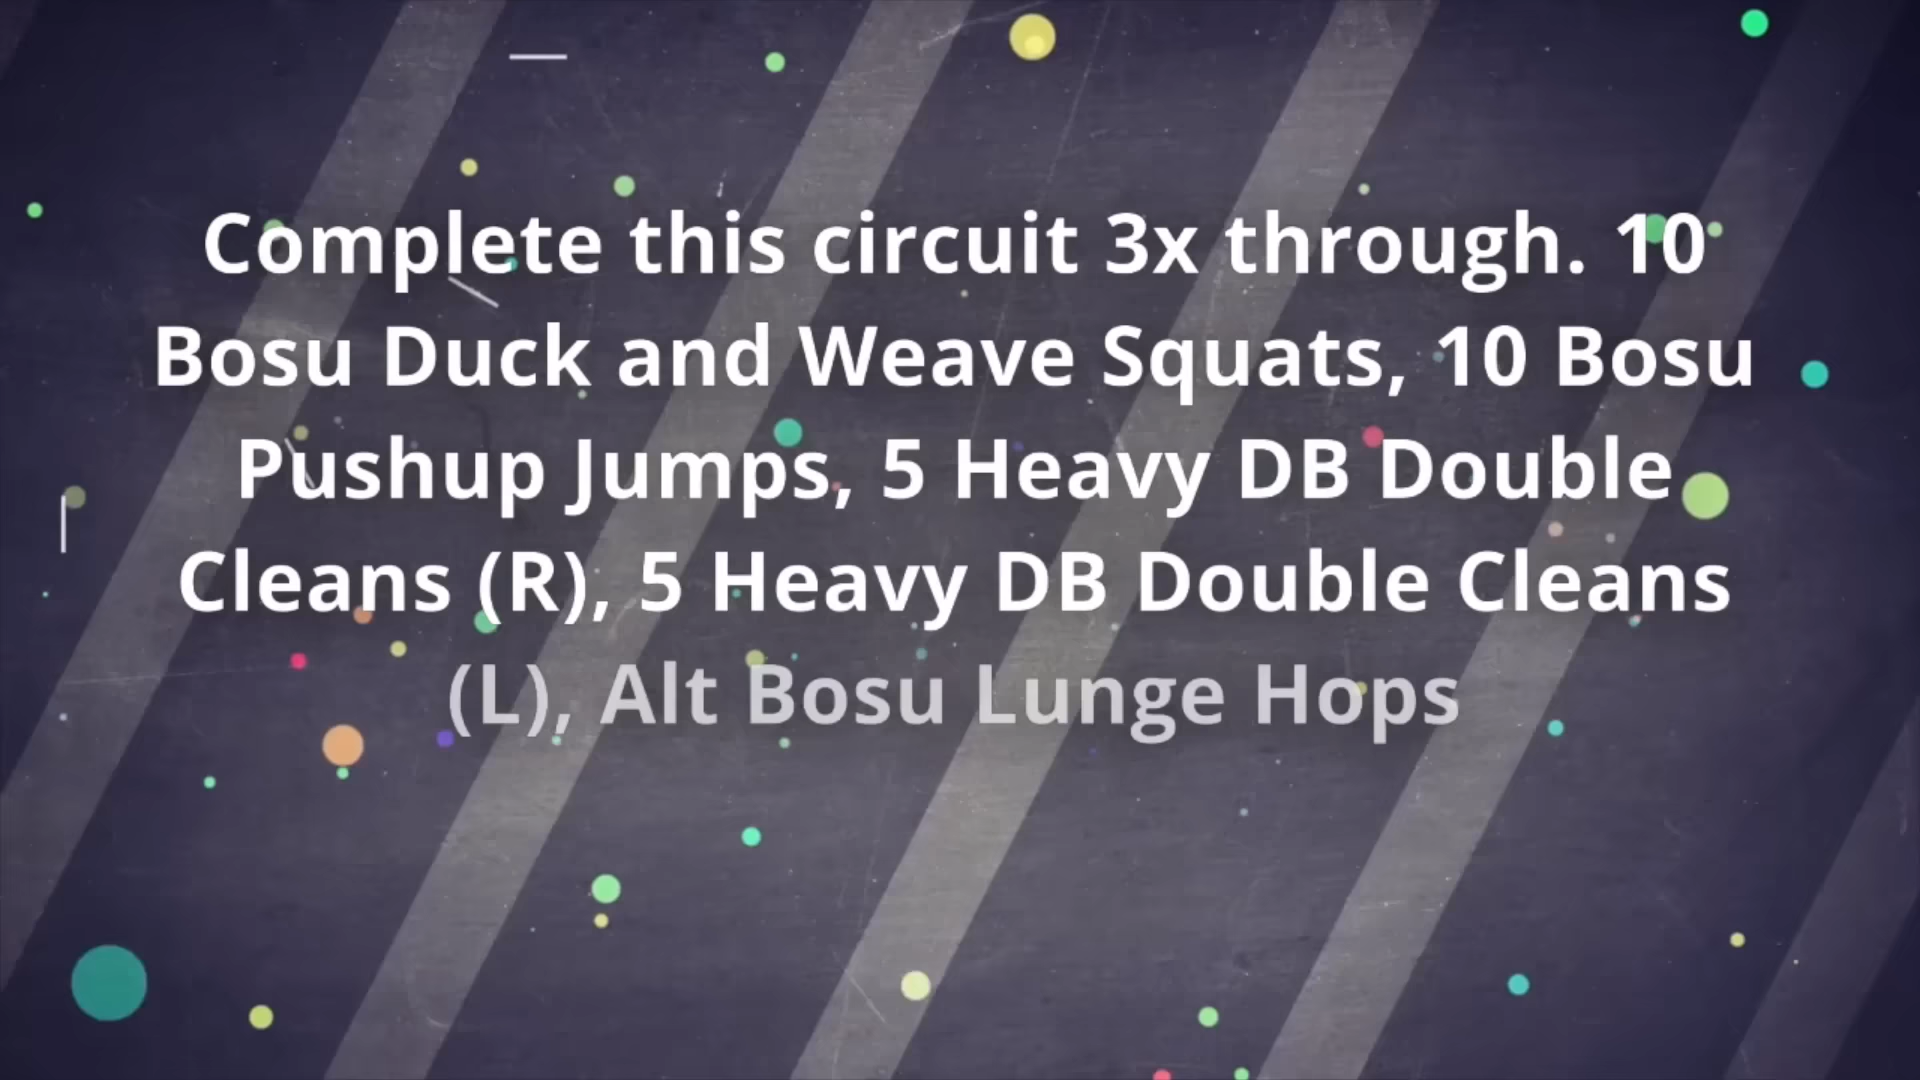 Complete this circuit 3x through. 10
Bosu Duck and Weave Squats, 10 Bosu
Pushup Jumps, 5 Heavy DB Double
Cleans (R), 5 Heavy DB Double Cleans
(L), Alt Bosu Lunge Hops